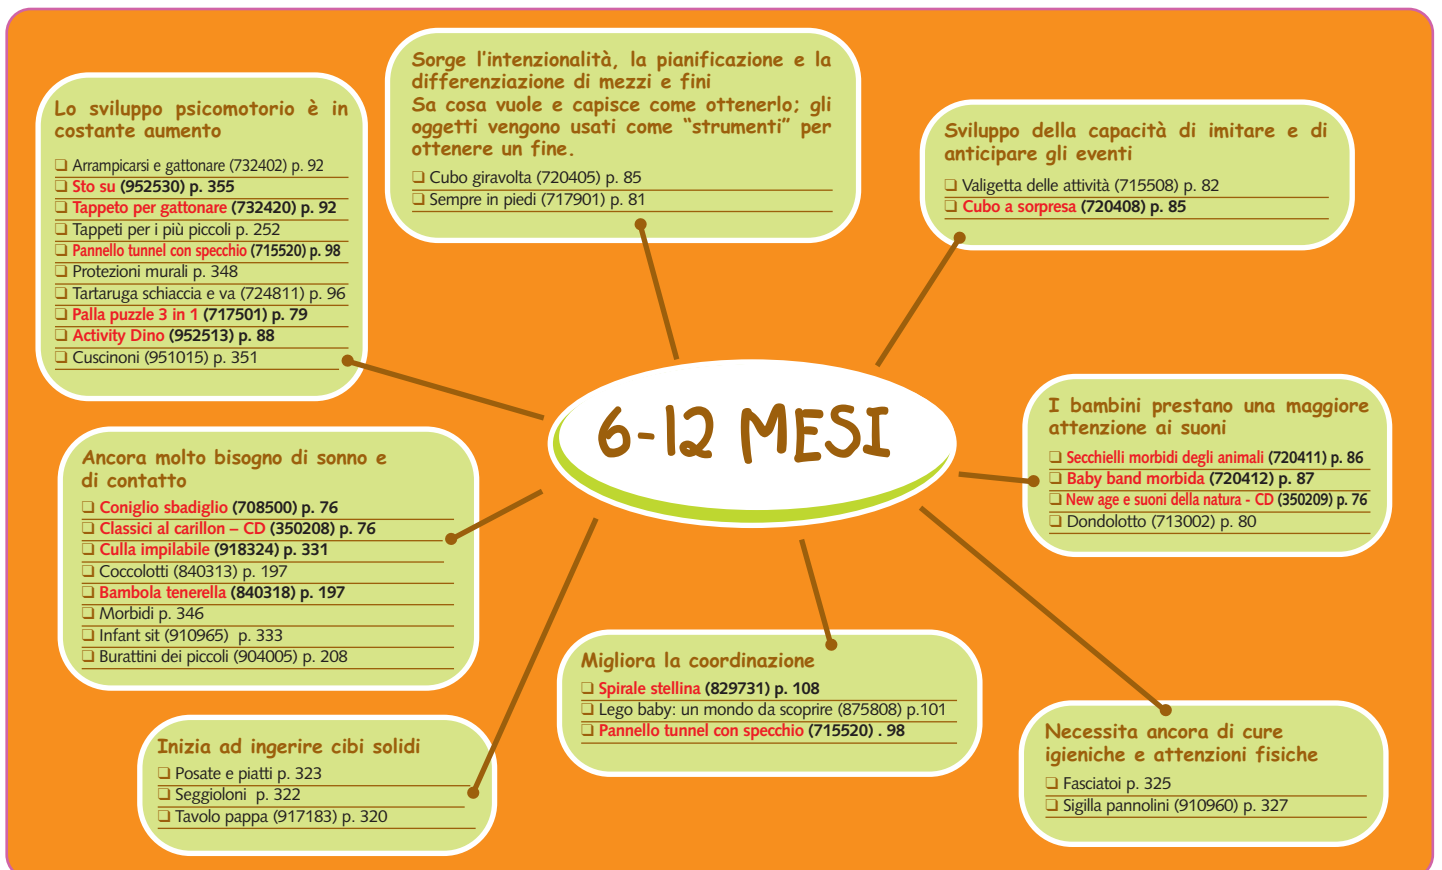 Lo sviluppo psicomotorio è in
costante aumento
❏ Arrampicarsi e gattonare (732402) p. 92
❏ Sto su (952530) p. 355
❏ Tappeto per gattonare (732420) p. 92
❏ Tappeti per i più piccoli p. 252
❏ Pannello tunnel con specchio (715520) p. 98
❏ Protezioni murali p. 348
❏ Tartaruga schiaccia e va (724811) p. 96
❏ Palla puzzle 3 in 1 (717501) p. 79
❏ Activity Dino (952513) p. 88
❏ Cuscinoni (951015) p. 351
Sorge l'intenzionalità, la pianificazione e la
differenziazione di mezzi e fini
Sa cosa vuole e capisce come ottenerlo; gli
oggetti vengono usati come “strumenti” per
ottenere un fine.
❏ Cubo giravolta (720405) p. 85
❏ Sempre in piedi (717901) p. 81
Sviluppo della capacità di imitare e di
anticipare gli eventi
❏ Valigetta delle attività (715508) p. 82
❏ Cubo a sorpresa (720408) p. 85
6-12 MESI
I bambini prestano una maggiore
attenzione ai suoni
❏ Secchielli morbidi degli animali (720411) p. 86
❏ Baby band morbida (720412) p. 87
❏ New age e suoni della natura - CD (350209) p. 76
❏ Dondolotto (713002) p. 80
Ancora molto bisogno di sonno e
di contatto
❏ Coniglio sbadiglio (708500) p. 76
❏ Classici al carillon – CD (350208) p. 76
❏ Culla impilabile (918324) p. 331
❏ Coccolotti (840313) p. 197
❏ Bambola tenerella (840318) p. 197
❏ Morbidi p. 346
❏ Infant sit (910965)  p. 333
❏ Burattini dei piccoli (904005) p. 208
Migliora la coordinazione
❏ Spirale stellina (829731) p. 108
❏ Lego baby: un mondo da scoprire (875808) p.101
❏ Pannello tunnel con specchio (715520) . 98
Inizia ad ingerire cibi solidi
❏ Posate e piatti p. 323
❏ Seggioloni  p. 322
❏ Tavolo pappa (917183) p. 320
Necessita ancora di cure
igieniche e attenzioni fisiche
❏ Fasciatoi p. 325
❏ Sigilla pannolini (910960) p. 327